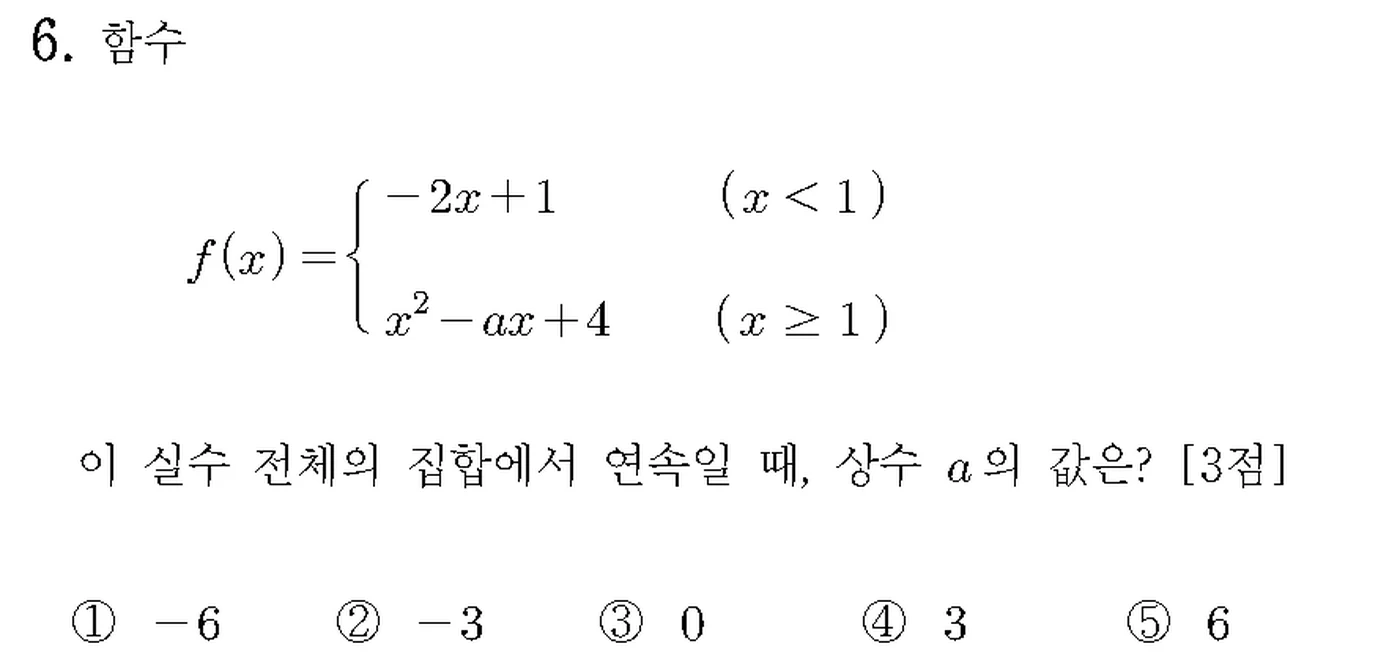 6. 함수
f(x) = { -2x+1 (x < 1)
x²-ax+4 (x ≥ 1)
이 실수 전체의 집합에서 연속일 때, 상수 a의 값은? [3점]
① -6 ② -3 ③ 0 ④ 3 ⑤ 6